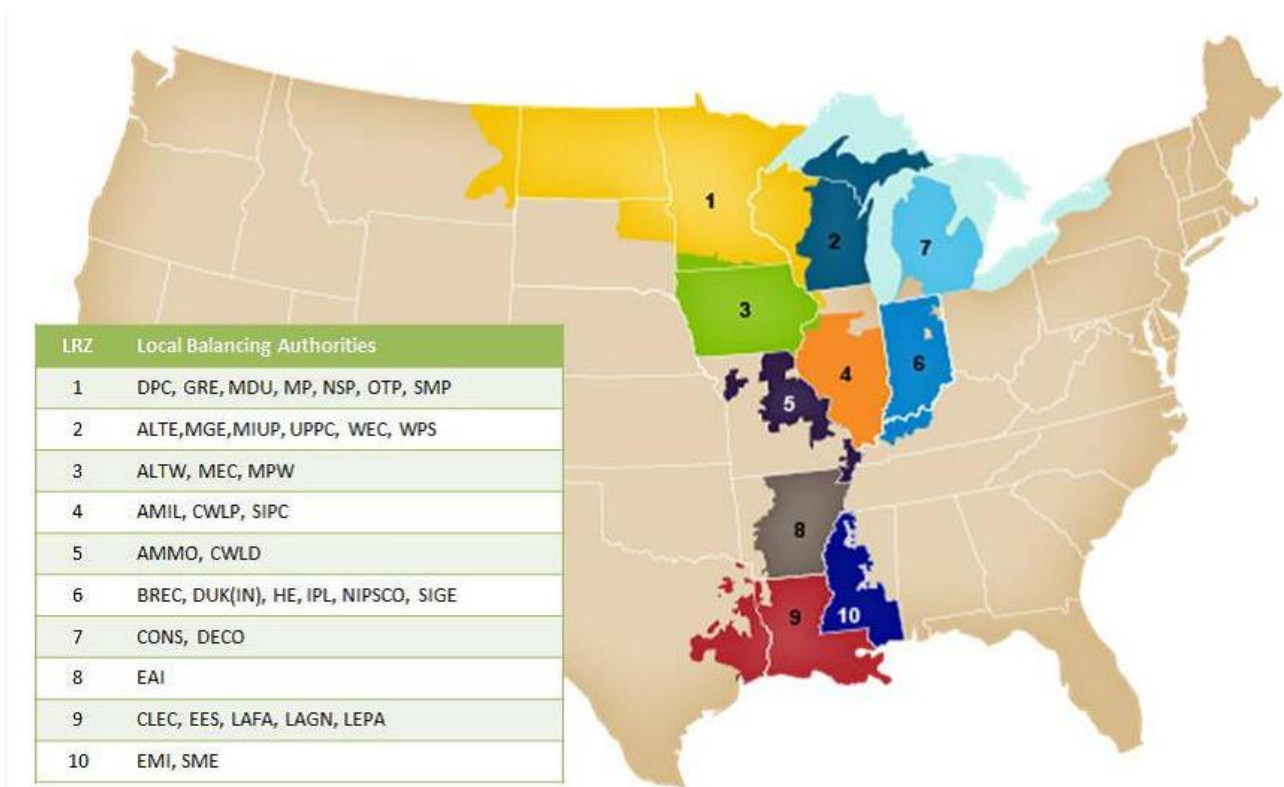 1
2
7
3
LRZ Local Balancing Authorities
6
4
1 DPC, GRE, MDU, MP, NSP, OTP, SMP
5
2 ALTE,MGE,MIUP, UPPC, WEC, WPS
3 ALTW, MEC, MPW
4 AMIL, CWLP, SIPC
8
5 AMMO, CWLD
6 BREC, DUK(IN), HE, IPL, NIPSCO, SIGE
9
10
7 CONS, DECO
8 EAI
9 CLEC, EES, LAFA, LAGN, LEPA
10 EMI, SME